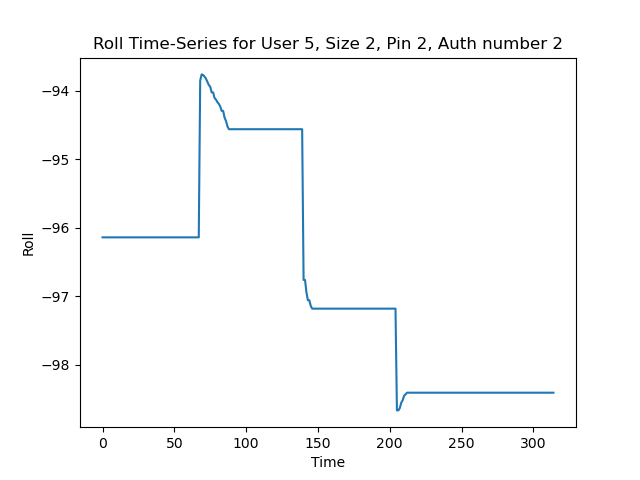 Roll Time-Series for User 5, Size 2, Pin 2, Auth number 2
−94
−95
−96
−97
−98
Roll
0 50 100 150 200 250 300
Time